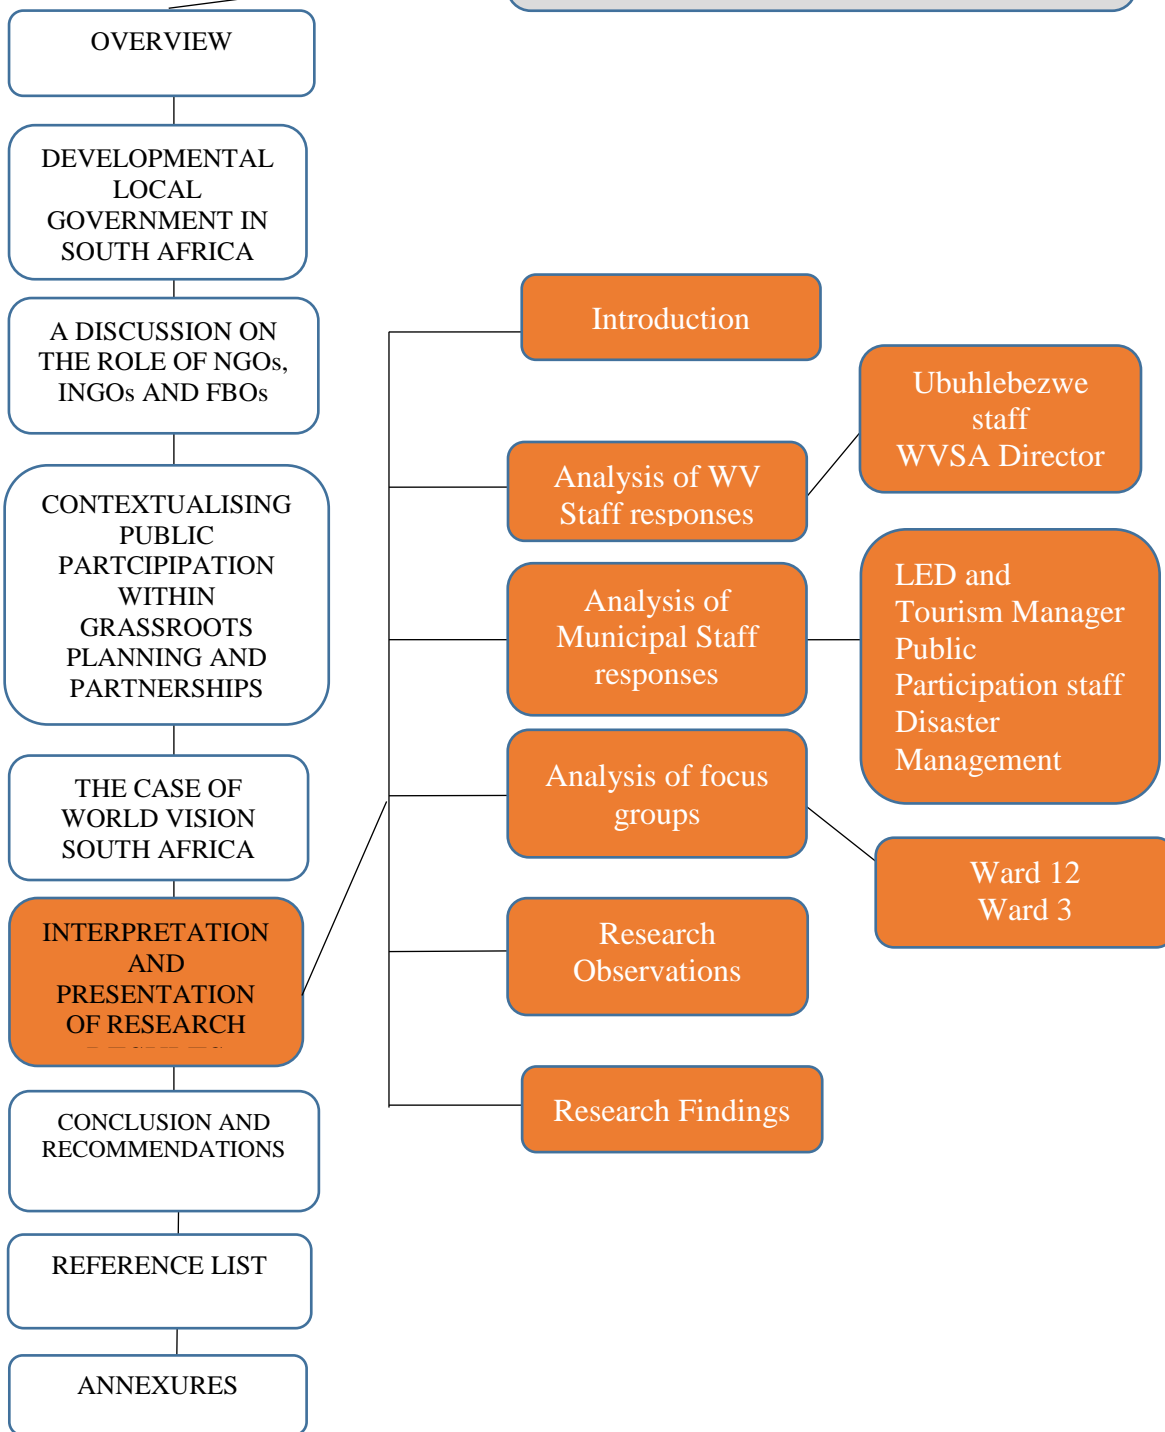 OVERVIEW
DEVELOPMENTAL
LOCAL
GOVERNMENT IN
SOUTH AFRICA
A DISCUSSION ON
THE ROLE OF NGOs,
INGOs AND FBOs
CONTEXTUALISING
PUBLIC
PARTCIPIPATION
WITHIN
GRASSROOTS
PLANNING AND
PARTNERSHIPS
THE CASE OF
WORLD VISION
SOUTH AFRICA
INTERPRETATION
AND
PRESENTATION
OF RESEARCH
CONCLUSION AND
RECOMMENDATIONS
REFERENCE LIST
ANNEXURES
Introduction
Analysis of WV
Staff responses
Analysis of
Municipal Staff
responses
Analysis of focus
groups
Research
Observations
Research Findings
Ubuhlebezwe
staff
WVSA Director
LED and
Tourism Manager
Public
Participation staff
Disaster
Management
Ward 12
Ward 3